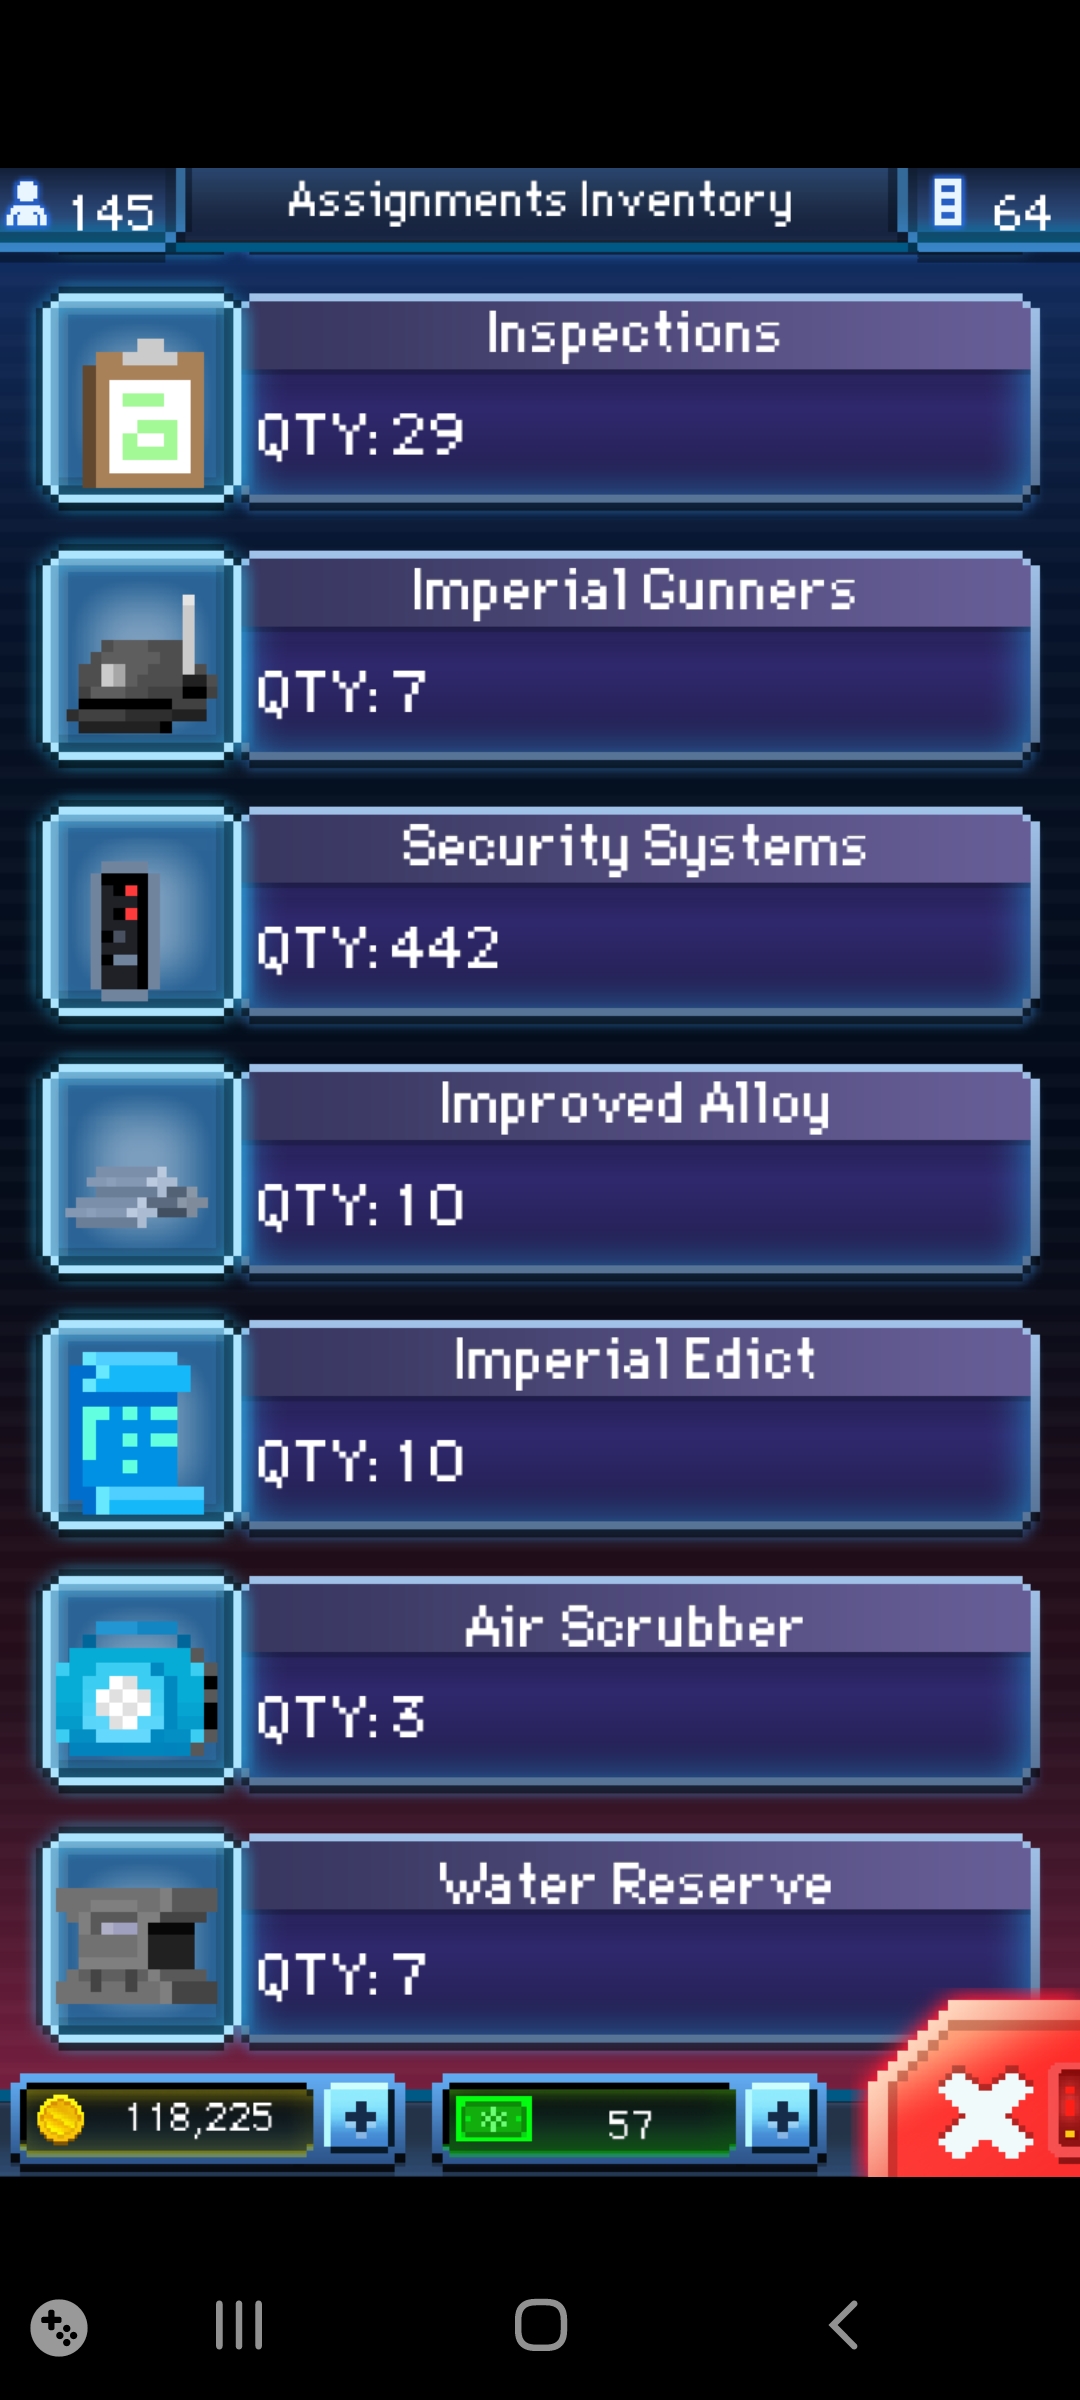 145 Assignments Inventory 64
Inspections
QTY: 29
Imperial Gunners
QTY: 7
Security Systems
QTY: 442
Improved Alloy
QTY: 10
Imperial Edict
QTY: 10
Air Scrubber
QTY: 3
Water Reserve
QTY: 7
118,225 57